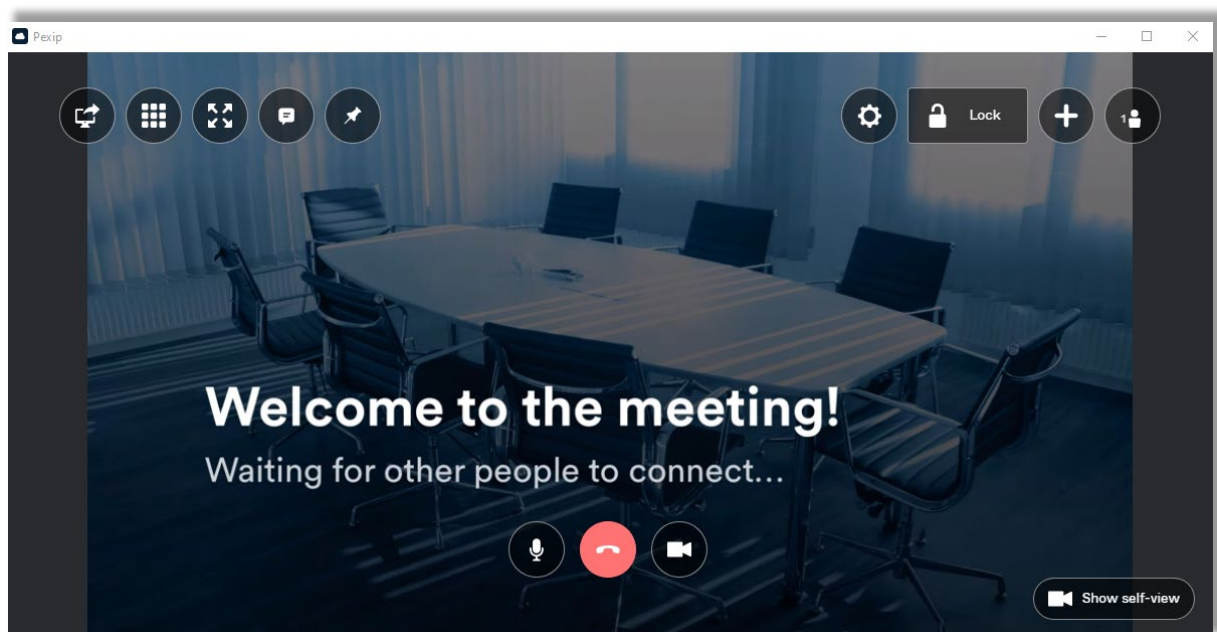 Pexip
Lock
1
Welcome to the meeting!
Waiting for other people to connect...
Show self-view